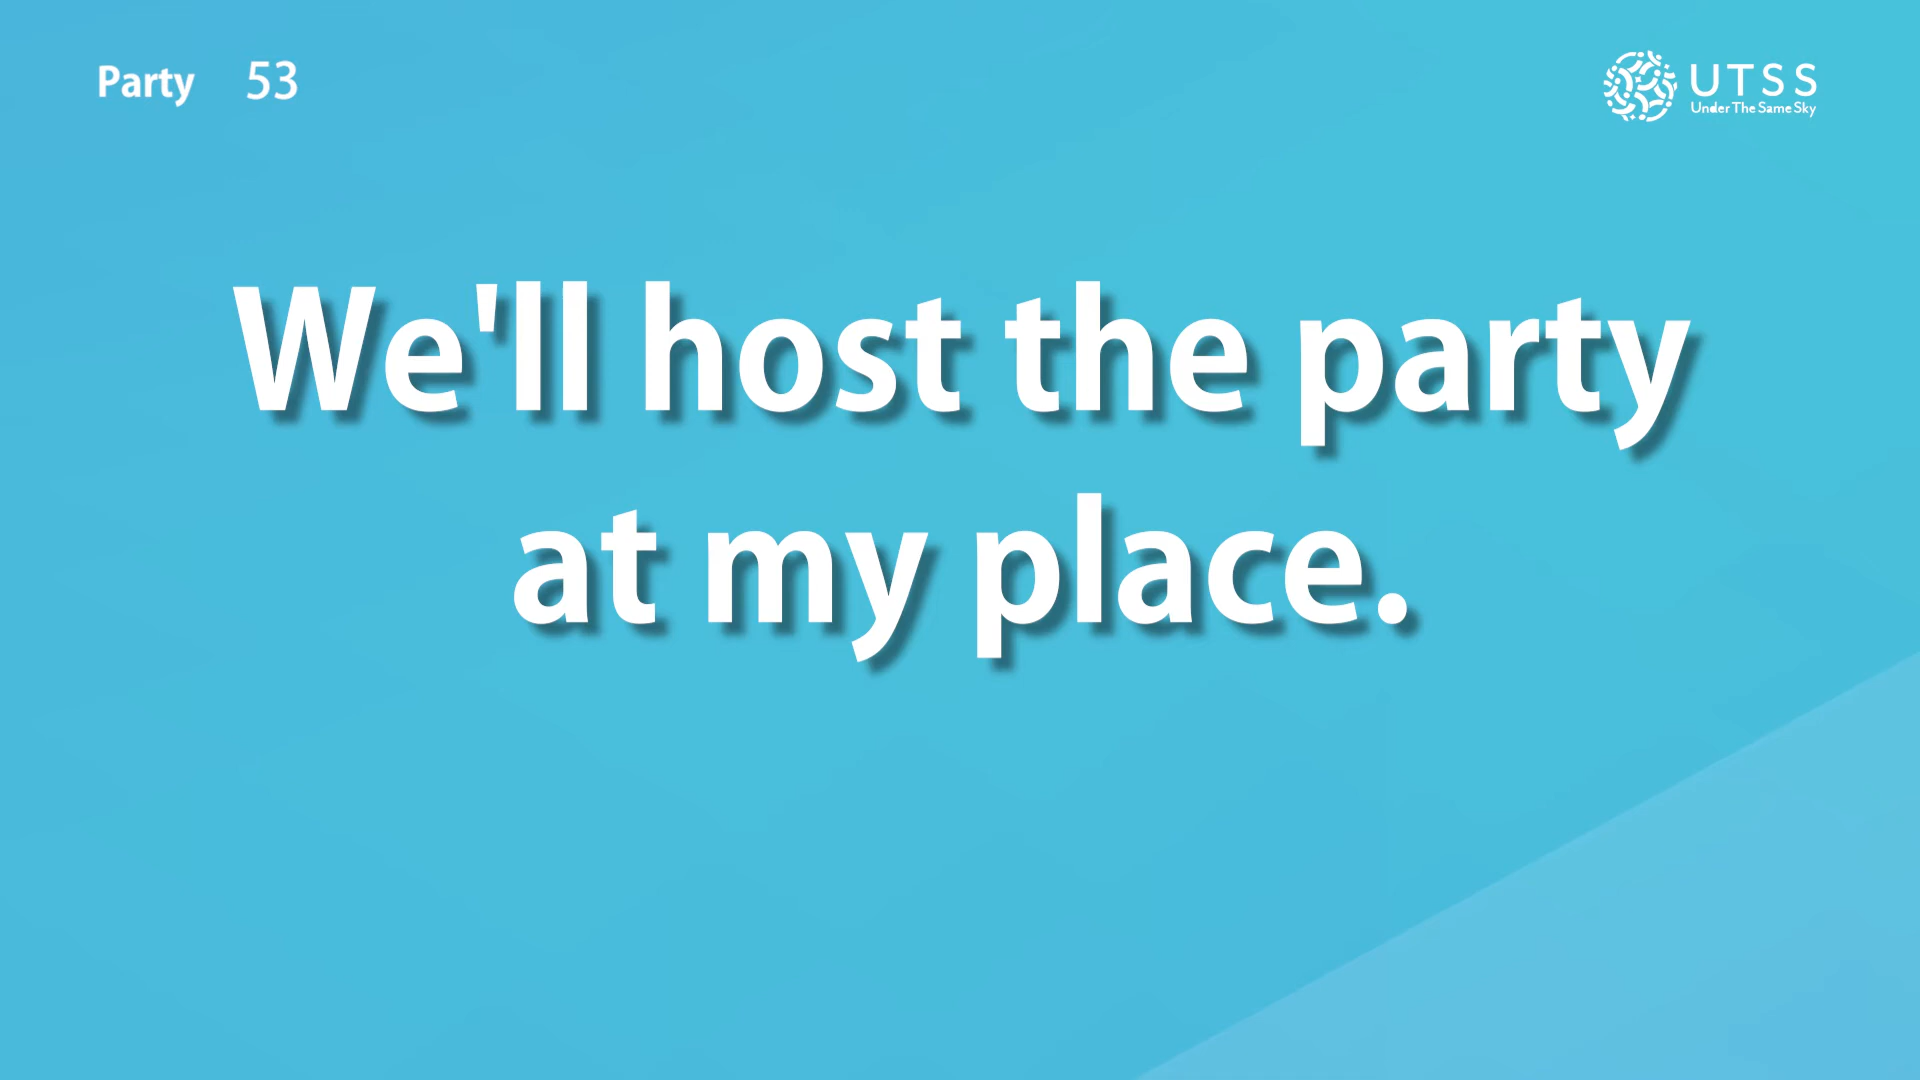 Party 53
UTSS
Under The Same Sky
We'll host the party
at my place.